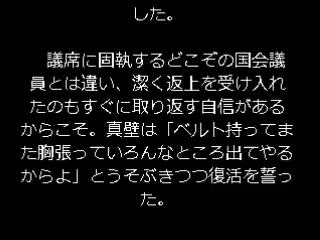 した。
議席に固執するどこぞの国会議
員とは違い、潔く返上を受け入れ
たのもすぐに取り返す自信がある
からこそ。真壁は「ベルト持ってま
た胸張っていろんなところ出てやる
からよ」とうそぶきつつ復活を誓っ
た。